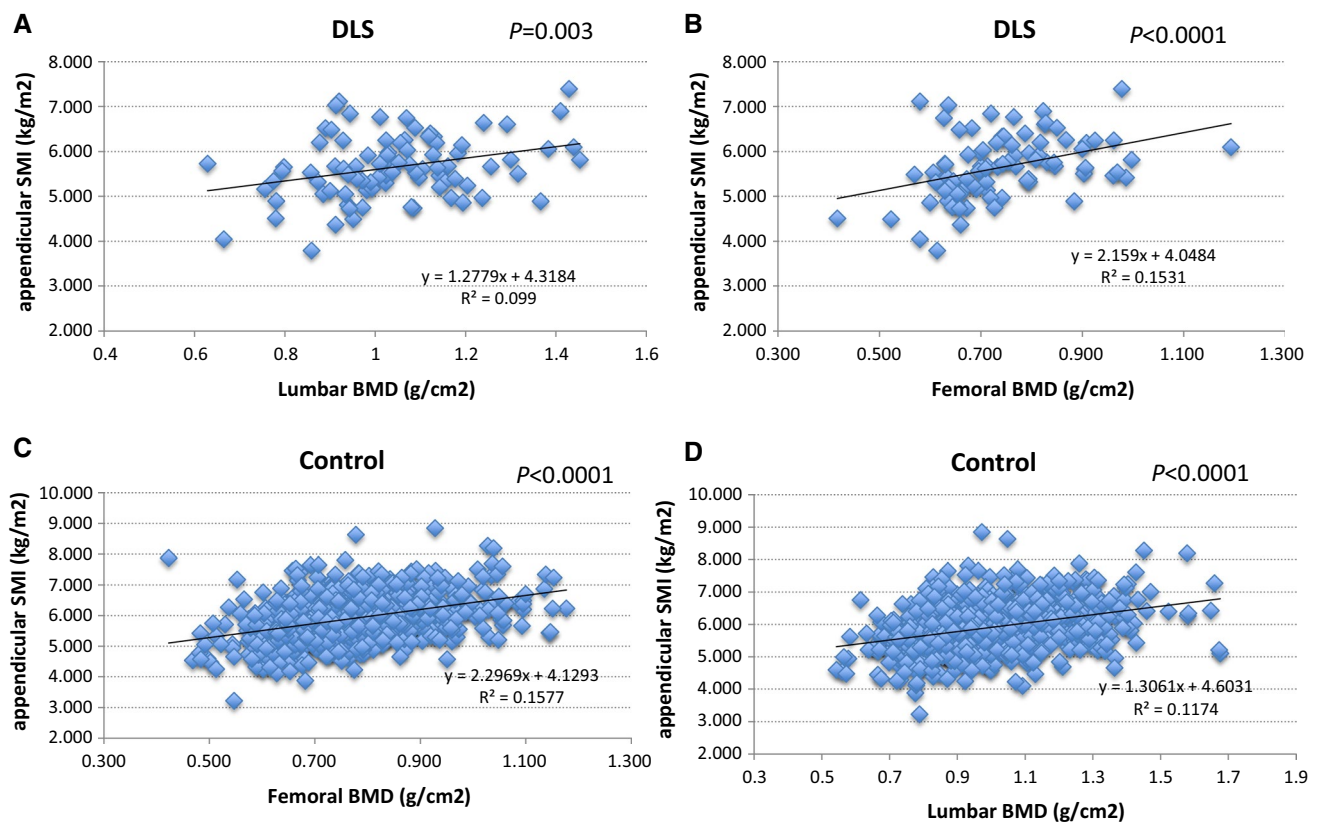 A
DLS
P=0.003
appendicular SMI (kg/m2)
8.000
7.000
6.000
5.000
4.000
3.000
2.000
y = 1.2779x + 4.3184
R² = 0.099
0.4 0.6 0.8 1 1.2 1.4 1.6
Lumbar BMD (g/cm2)
B
DLS
P<0.0001
appendicular SMI (kg/m2)
8.000
7.000
6.000
5.000
4.000
3.000
2.000
y = 2.159x + 4.0484
R² = 0.1531
0.300 0.500 0.700 0.900 1.100 1.300
Femoral BMD (g/cm2)
C
Control
P<0.0001
appendicular SMI (kg/m2)
10.000
9.000
8.000
7.000
6.000
5.000
4.000
3.000
2.000
y = 2.2969x + 4.1293
R² = 0.1577
0.300 0.500 0.700 0.900 1.100 1.300
Femoral BMD (g/cm2)
D
Control
P<0.0001
appendicular SMI (kg/m2)
10.000
9.000
8.000
7.000
6.000
5.000
4.000
3.000
2.000
y = 1.3061x + 4.6031
R² = 0.1174
0.3 0.5 0.7 0.9 1.1 1.3 1.5 1.7 1.9
Lumbar BMD (g/cm2)